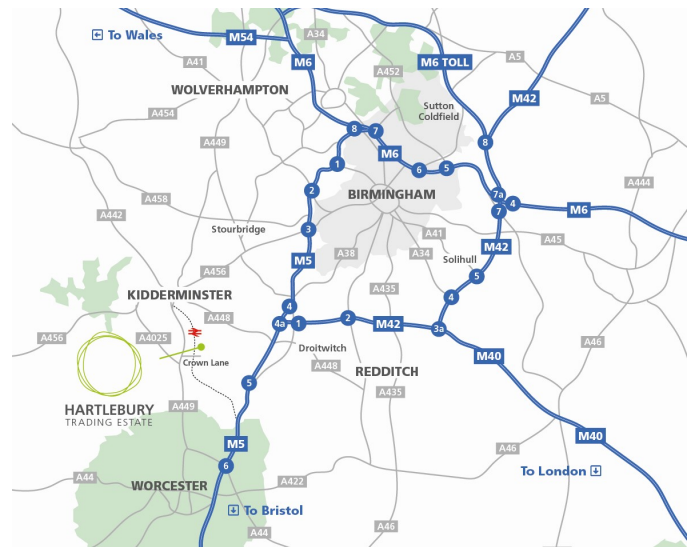 To Wales
M54
A34
M6
M6 TOLL
A5
A41
A452
WOLVERHAMPTON
M42
A5
A454
Sutton
Coldfield
8
7
A449
M6
8
1
6
5
A444
2
BIRMINGHAM
7a
4
A458
7
M6
A442
Stourbridge
3
A41
A45
A38
A34
M42
M5
Solihull
A456
5
A435
KIDDERMINSTER
4
4
A448
4a
1
2
M42
3a
A456
A4025
A46
Droitwitch
M40
Crown Lane
A448
REDDITCH
5
A435
HARTLEBURY
TRADING ESTATE
A449
M5
M40
A46
6
To London
A44
A422
WORCESTER
To Bristol
A44
A46